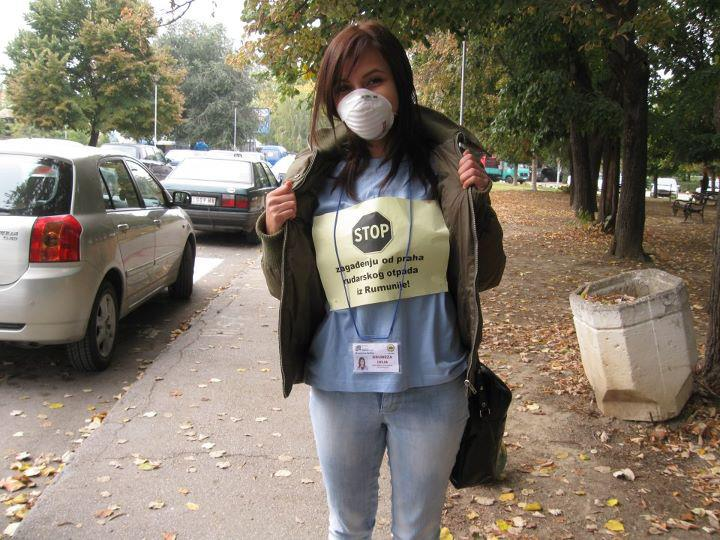 STOP
zagađenju od praha
rudarskog otpada
iz Rumunije!